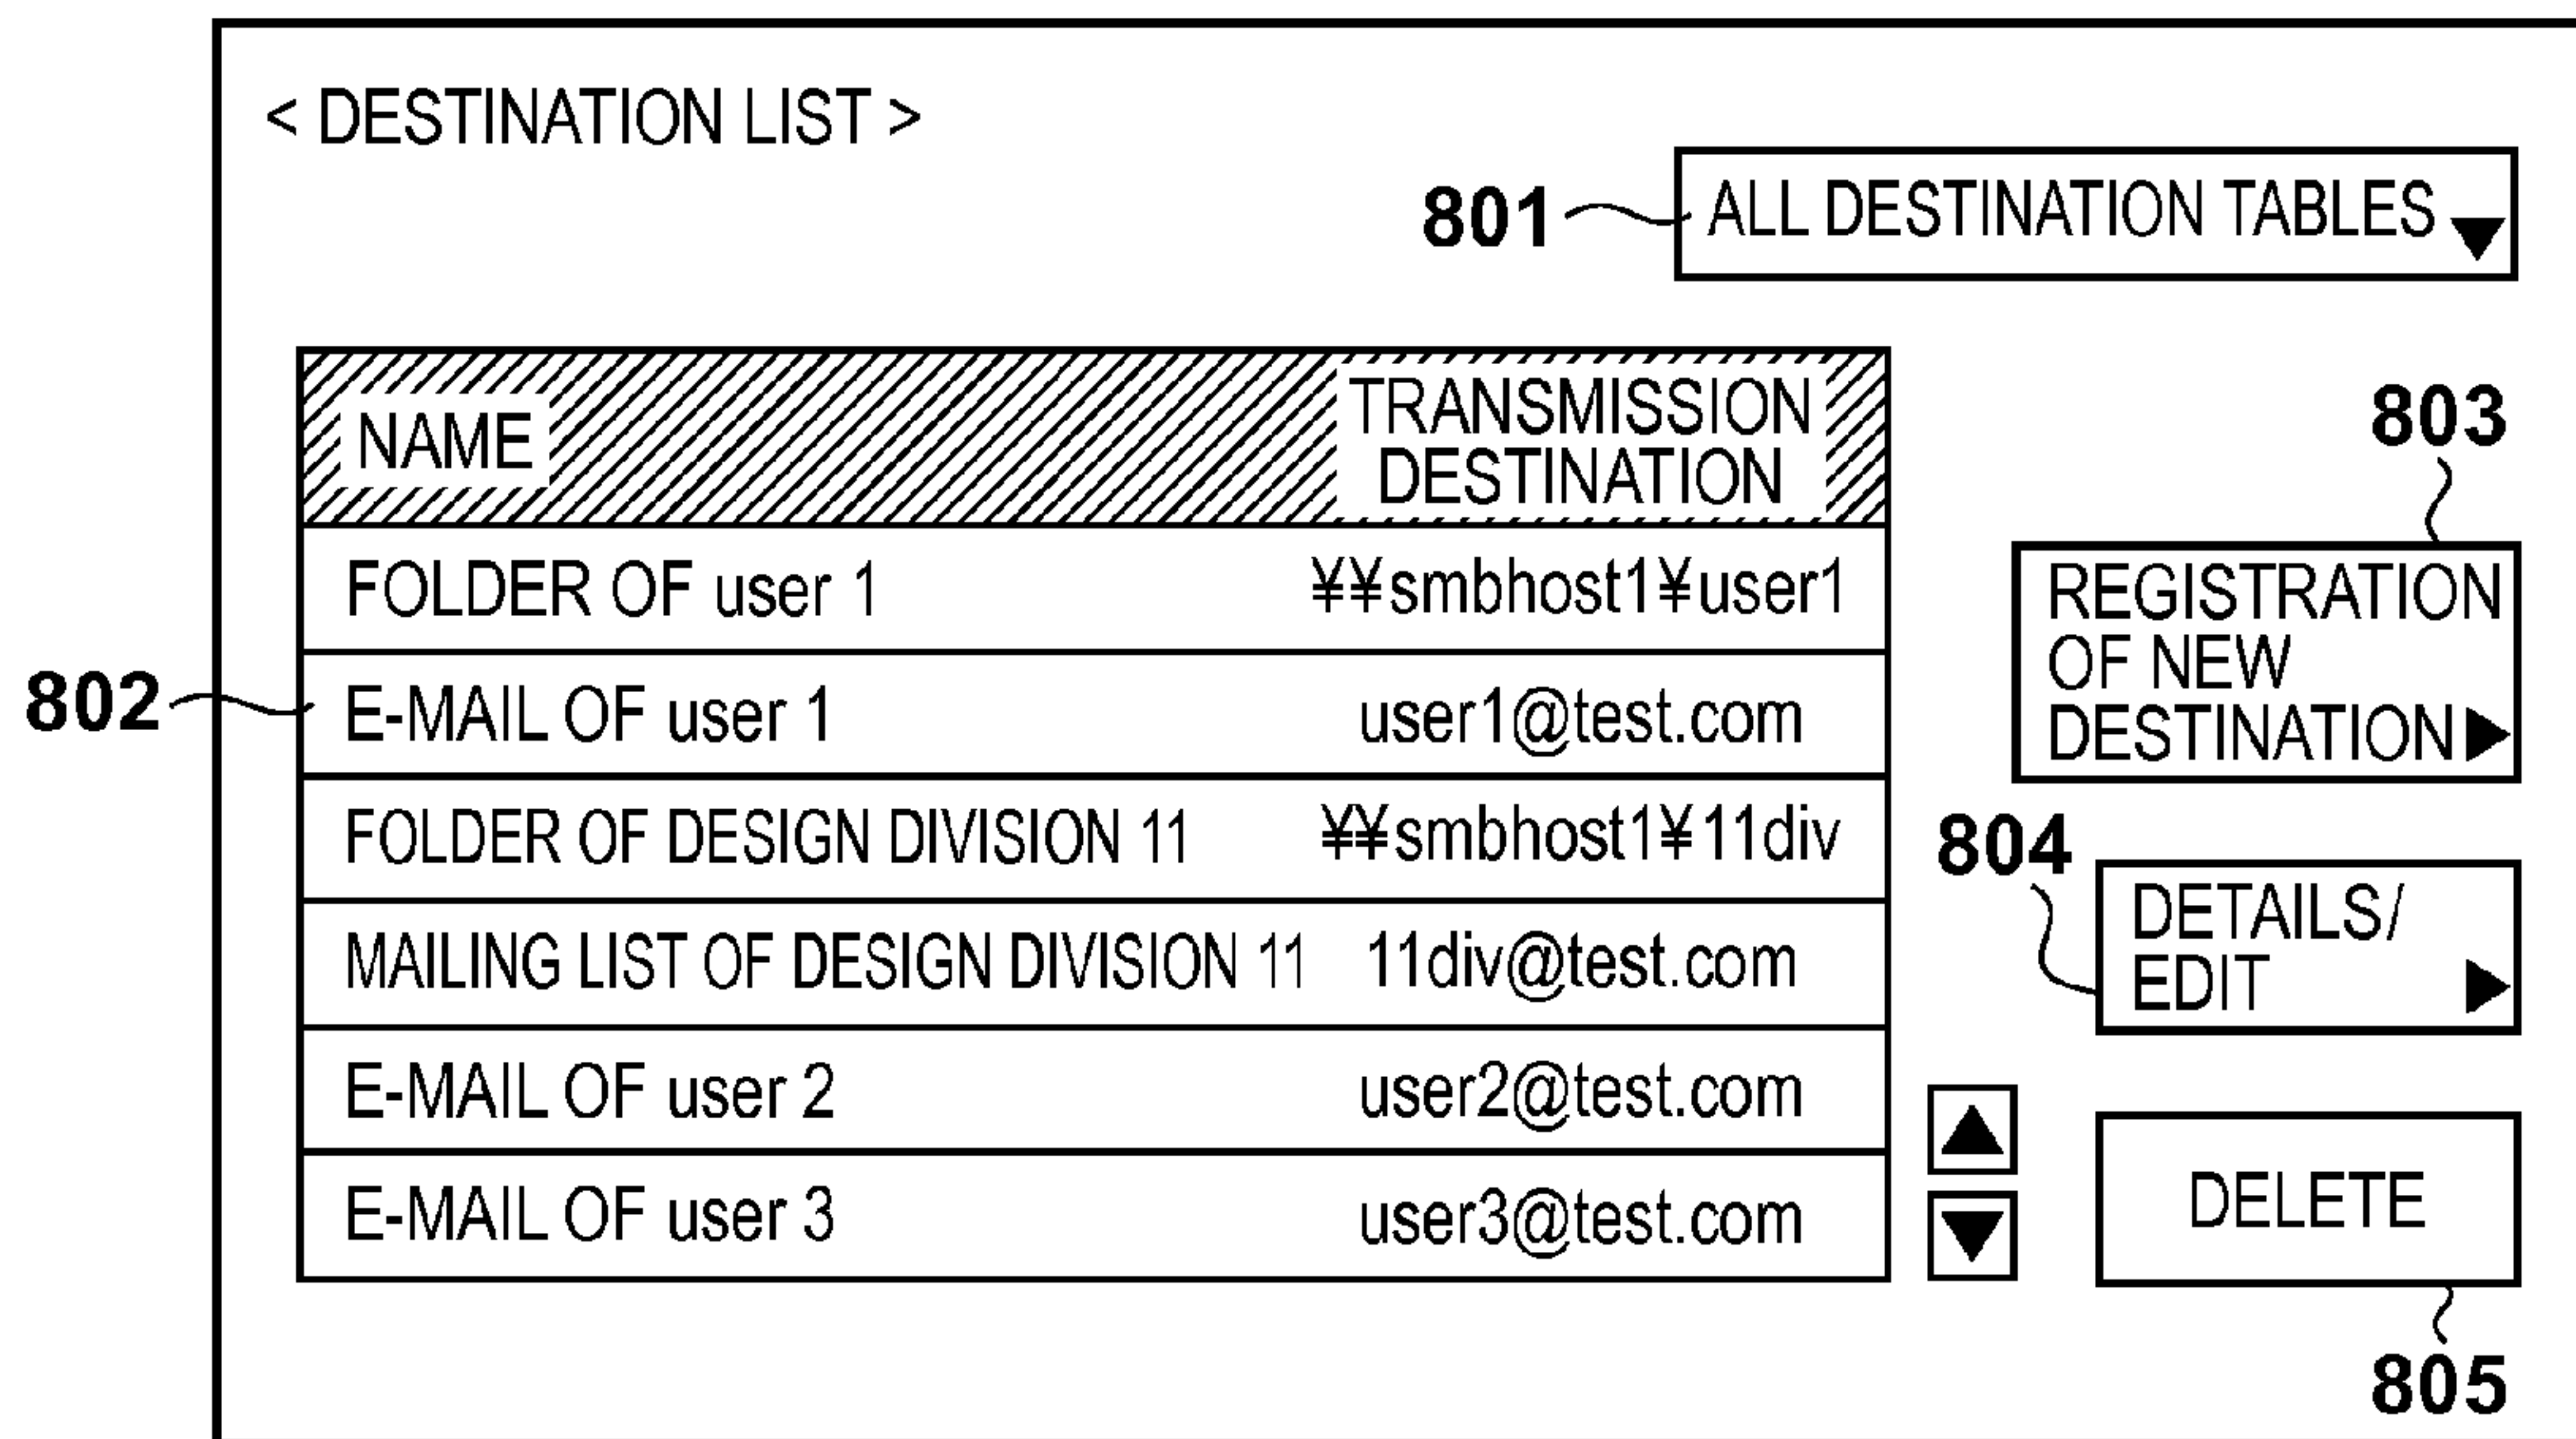 < DESTINATION LIST >
801
ALL DESTINATION TABLES
NAME
TRANSMISSION
DESTINATION
803
FOLDER OF user 1
¥¥smbhost1¥user1
REGISTRATION
OF NEW
DESTINATION
802
E-MAIL OF user 1
user1@test.com
FOLDER OF DESIGN DIVISION 11
¥¥smbhost1¥11div
804
DETAILS/
EDIT
MAILING LIST OF DESIGN DIVISION 11
11div@test.com
E-MAIL OF user 2
user2@test.com
E-MAIL OF user 3
user3@test.com
DELETE
805